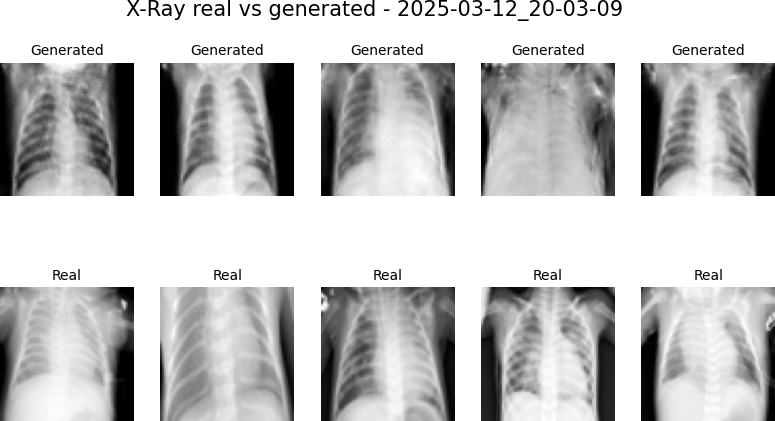 X-Ray real vs generated - 2025-03-12_20-03-09
Generated Generated Generated Generated Generated
Real Real Real Real Real